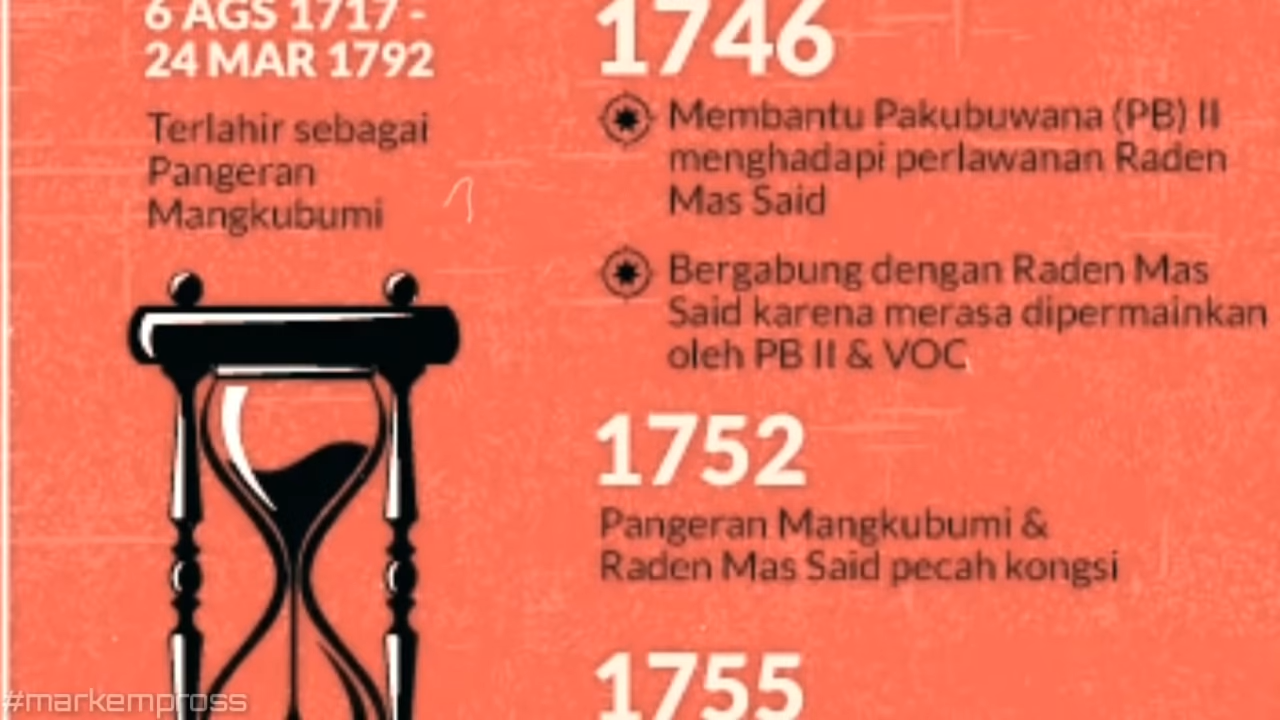 6 AGS 1717 -
24 MAR 1792
Terlahir sebagai
Pangeran
Mangkubumi
1746
Membantu Pakubuwana (PB) II
menghadapi perlawanan Raden
Mas Said
Bergabung dengan Raden Mas
Said karena merasa dipermainkan
oleh PB II & VOC
1752
Pangeran Mangkubumi &
Raden Mas Said pecah kongsi
1755
#markempross